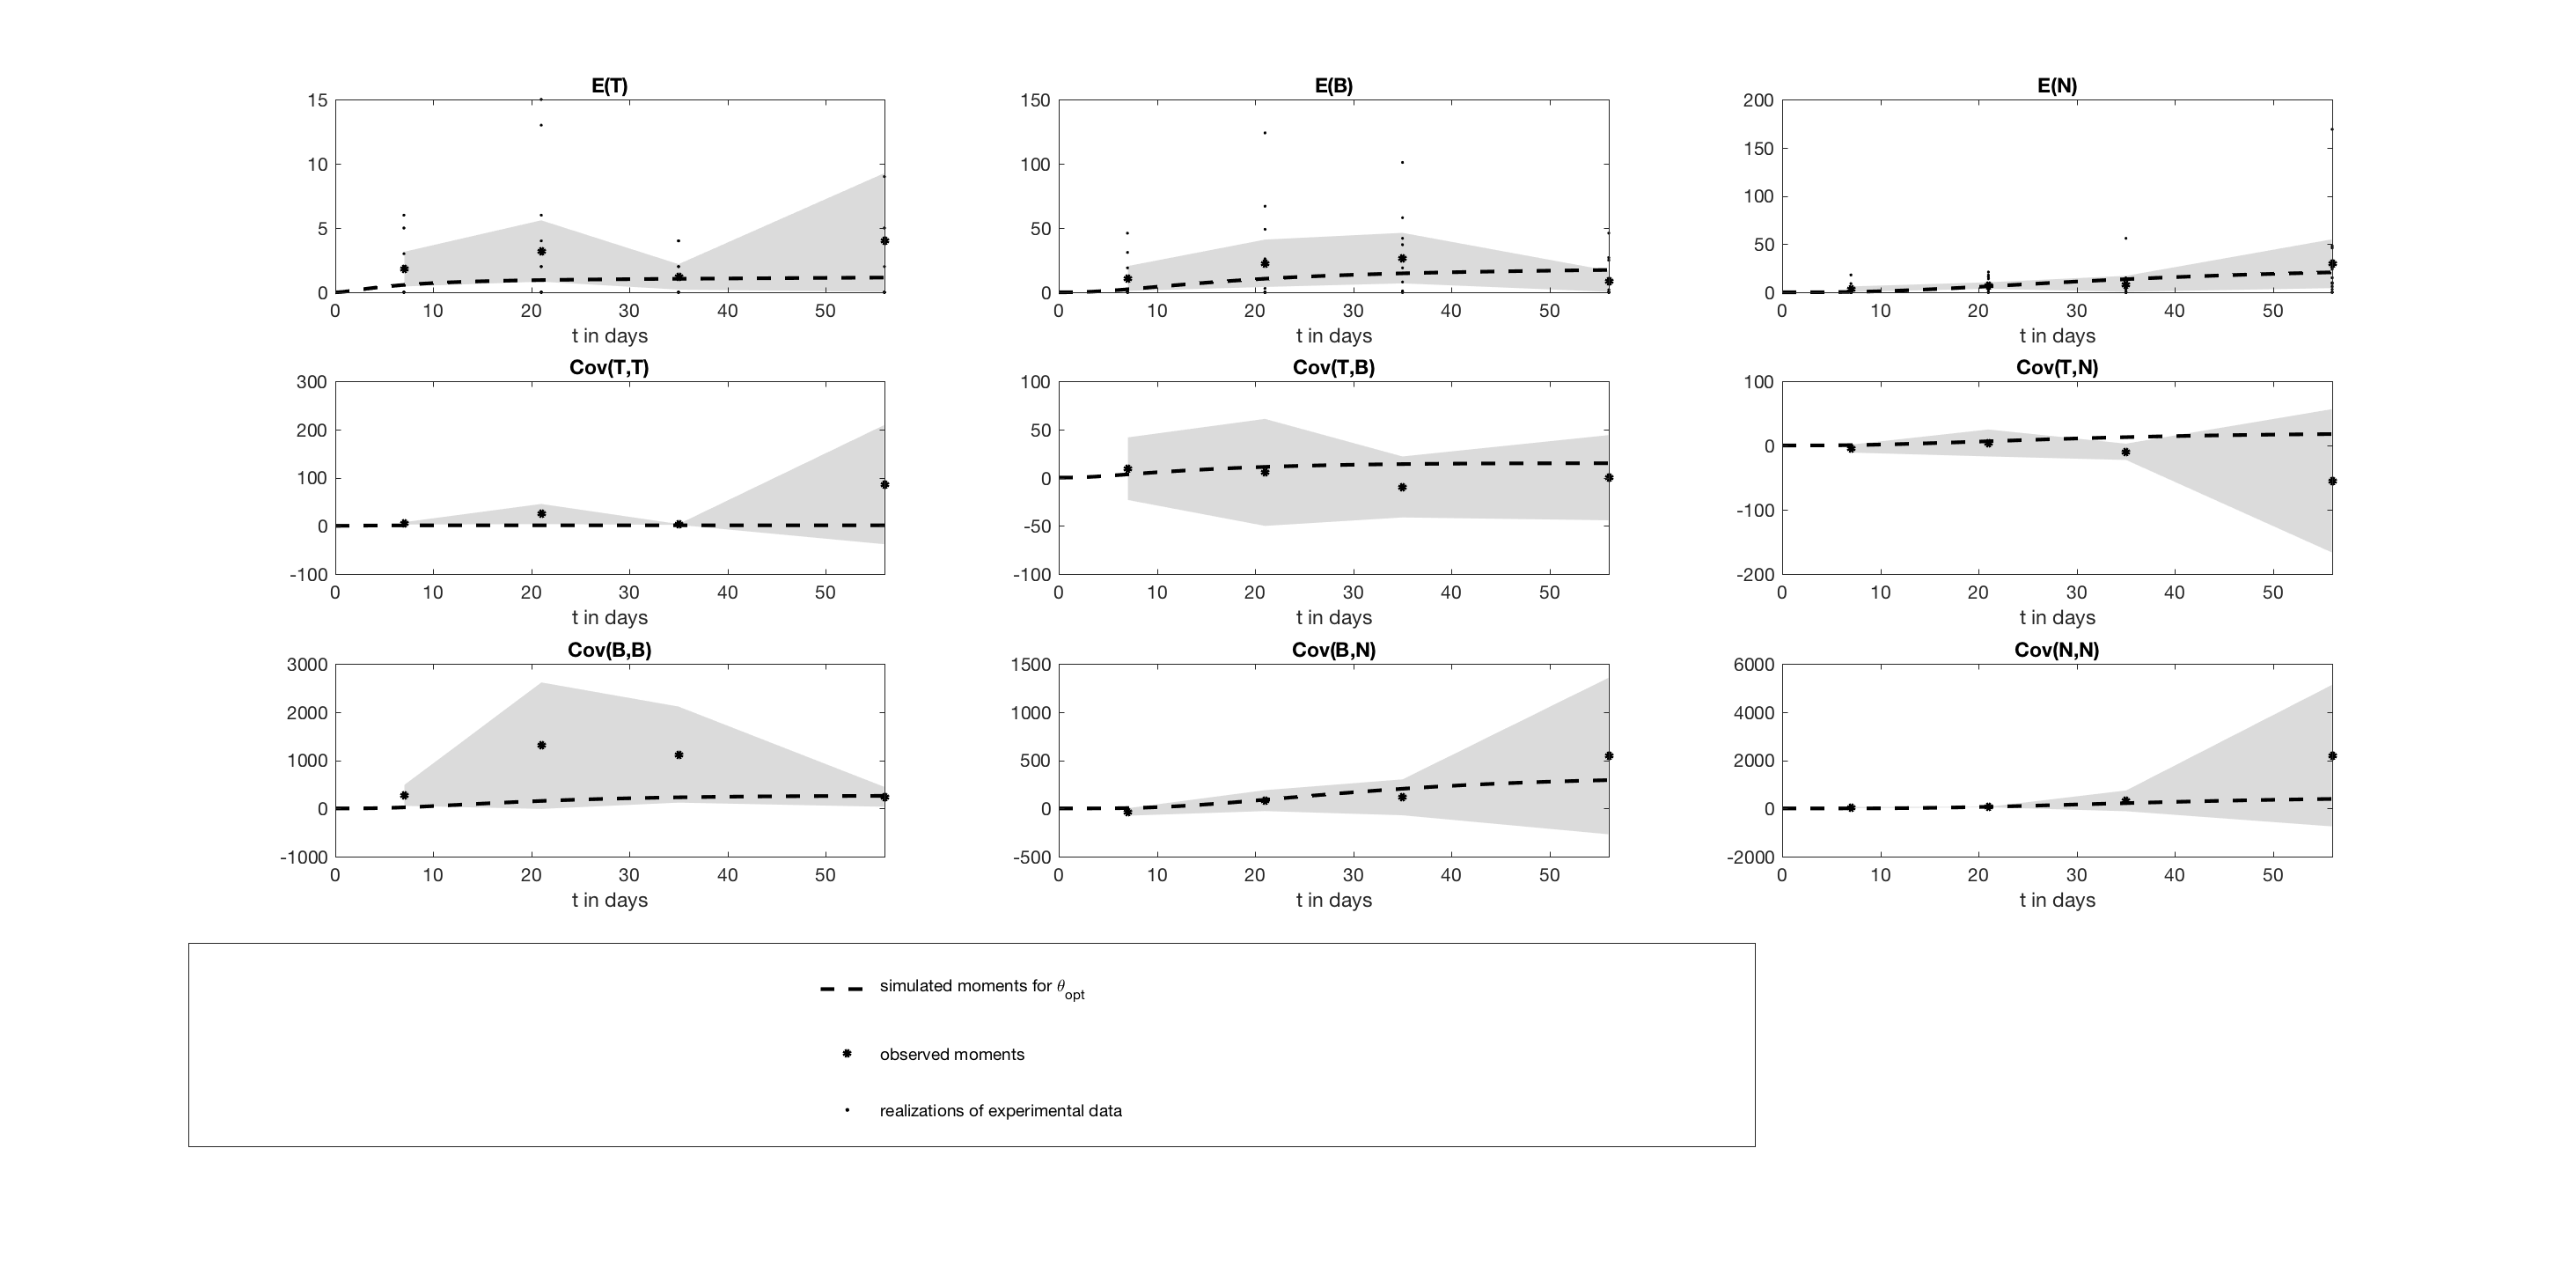 E(T)
15
10
5
0
0 10 20 30 40 50
t in days
E(B)
150
100
50
0
0 10 20 30 40 50
t in days
E(N)
200
150
100
50
0
0 10 20 30 40 50
t in days
Cov(T,T)
300
200
100
0
-100
0 10 20 30 40 50
t in days
Cov(T,B)
100
50
0
-50
-100
0 10 20 30 40 50
t in days
Cov(T,N)
100
0
-100
-200
0 10 20 30 40 50
t in days
Cov(B,B)
3000
2000
1000
0
-1000
0 10 20 30 40 50
t in days
Cov(B,N)
1500
1000
500
0
-500
0 10 20 30 40 50
t in days
Cov(N,N)
6000
4000
2000
0
-2000
0 10 20 30 40 50
t in days
simulated moments for θopt
observed moments
realizations of experimental data